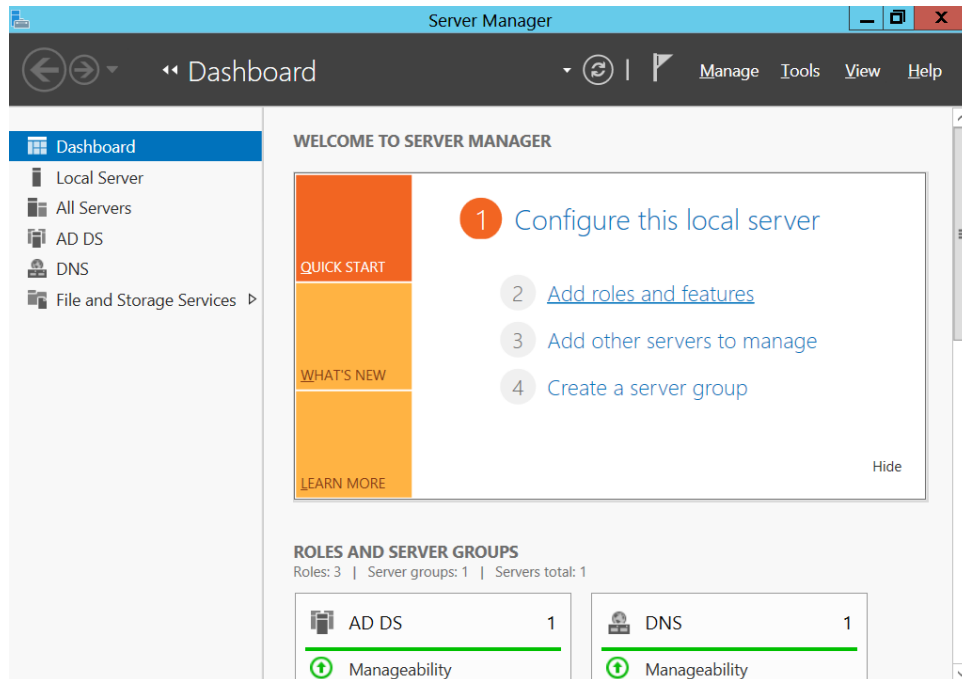 Server Manager
Dashboard
Manage Tools View Help
Dashboard
Local Server
All Servers
AD DS
DNS
File and Storage Services
WELCOME TO SERVER MANAGER
QUICK START
WHAT'S NEW
LEARN MORE
1 Configure this local server
2 Add roles and features
3 Add other servers to manage
4 Create a server group
Hide
ROLES AND SERVER GROUPS
Roles: 3 | Server groups: 1 | Servers total: 1
AD DS 1
Manageability
DNS 1
Manageability